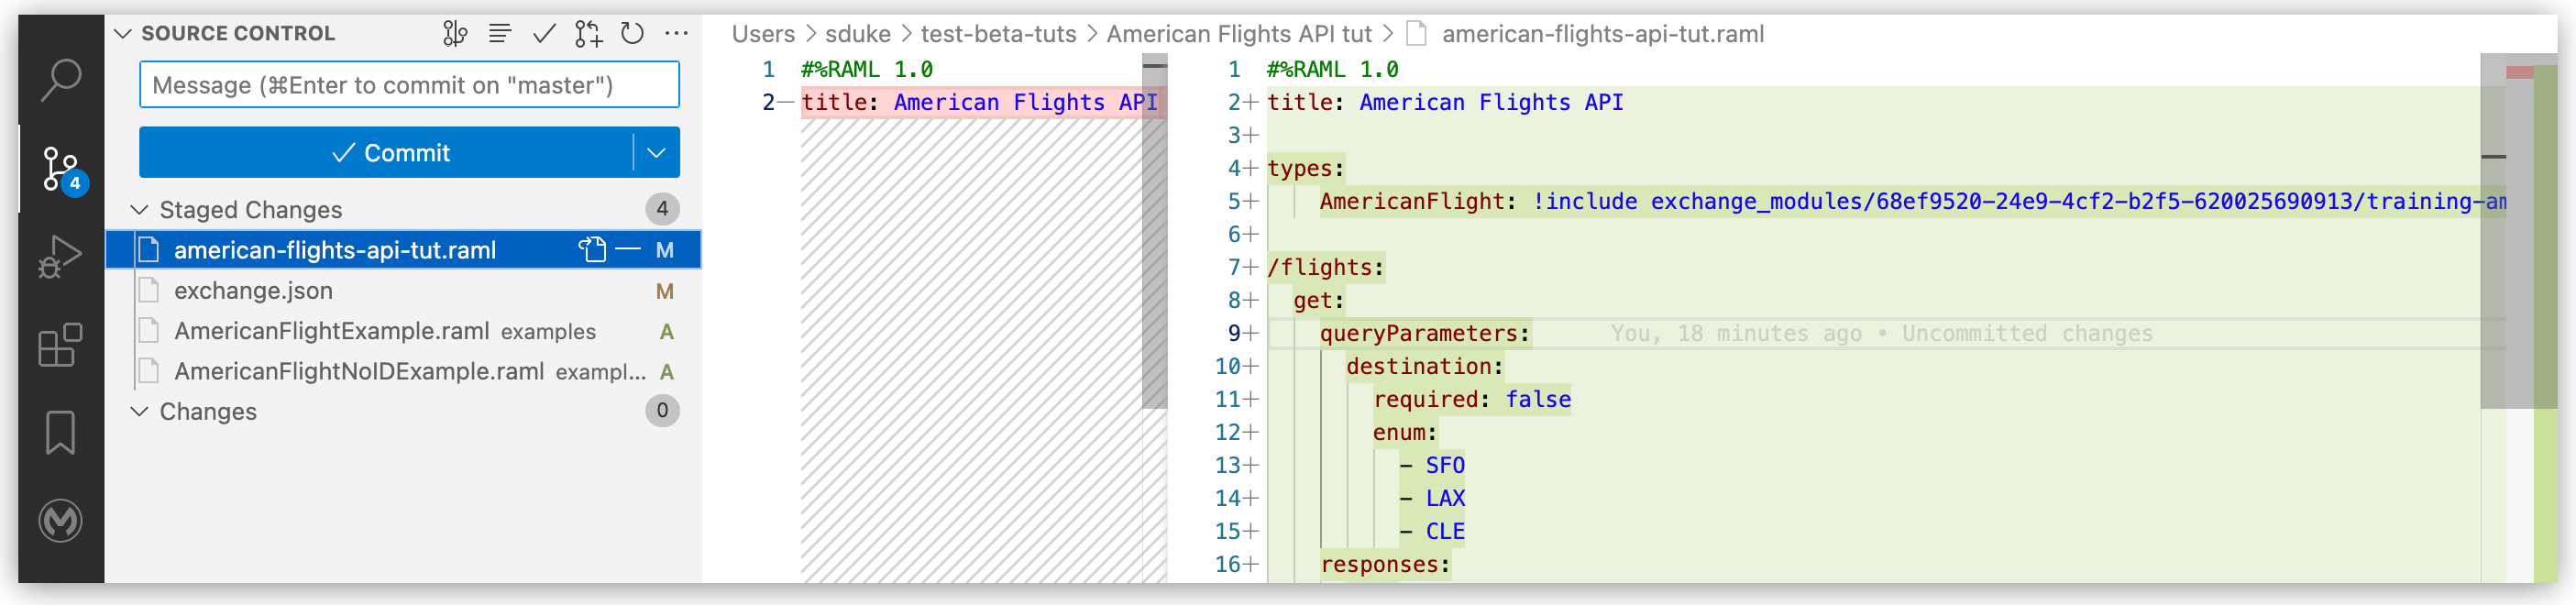 SOURCE CONTROL
Message (⌘Enter to commit on "master")
Commit
4
Staged Changes 4
american-flights-api-tut.raml M
exchange.json M
AmericanFlightExample.raml examples A
AmericanFlightNoIDExample.raml exampl... A
Changes 0
Users > sduke > test-beta-tuts > American Flights API tut > american-flights-api-tut.raml
1 #%RAML 1.0
2— title: American Flights API
1 #%RAML 1.0
2+ title: American Flights API
3+
4+ types:
5+ AmericanFlight: !include exchange_modules/68ef9520-24e9-4cf2-b2f5-620025690913/training-am
6+
7+ /flights:
8+ get:
9+ queryParameters: You, 18 minutes ago • Uncommitted changes
10+ destination:
11+ required: false
12+ enum:
13+ - SFO
14+ - LAX
15+ - CLE
16+ responses: